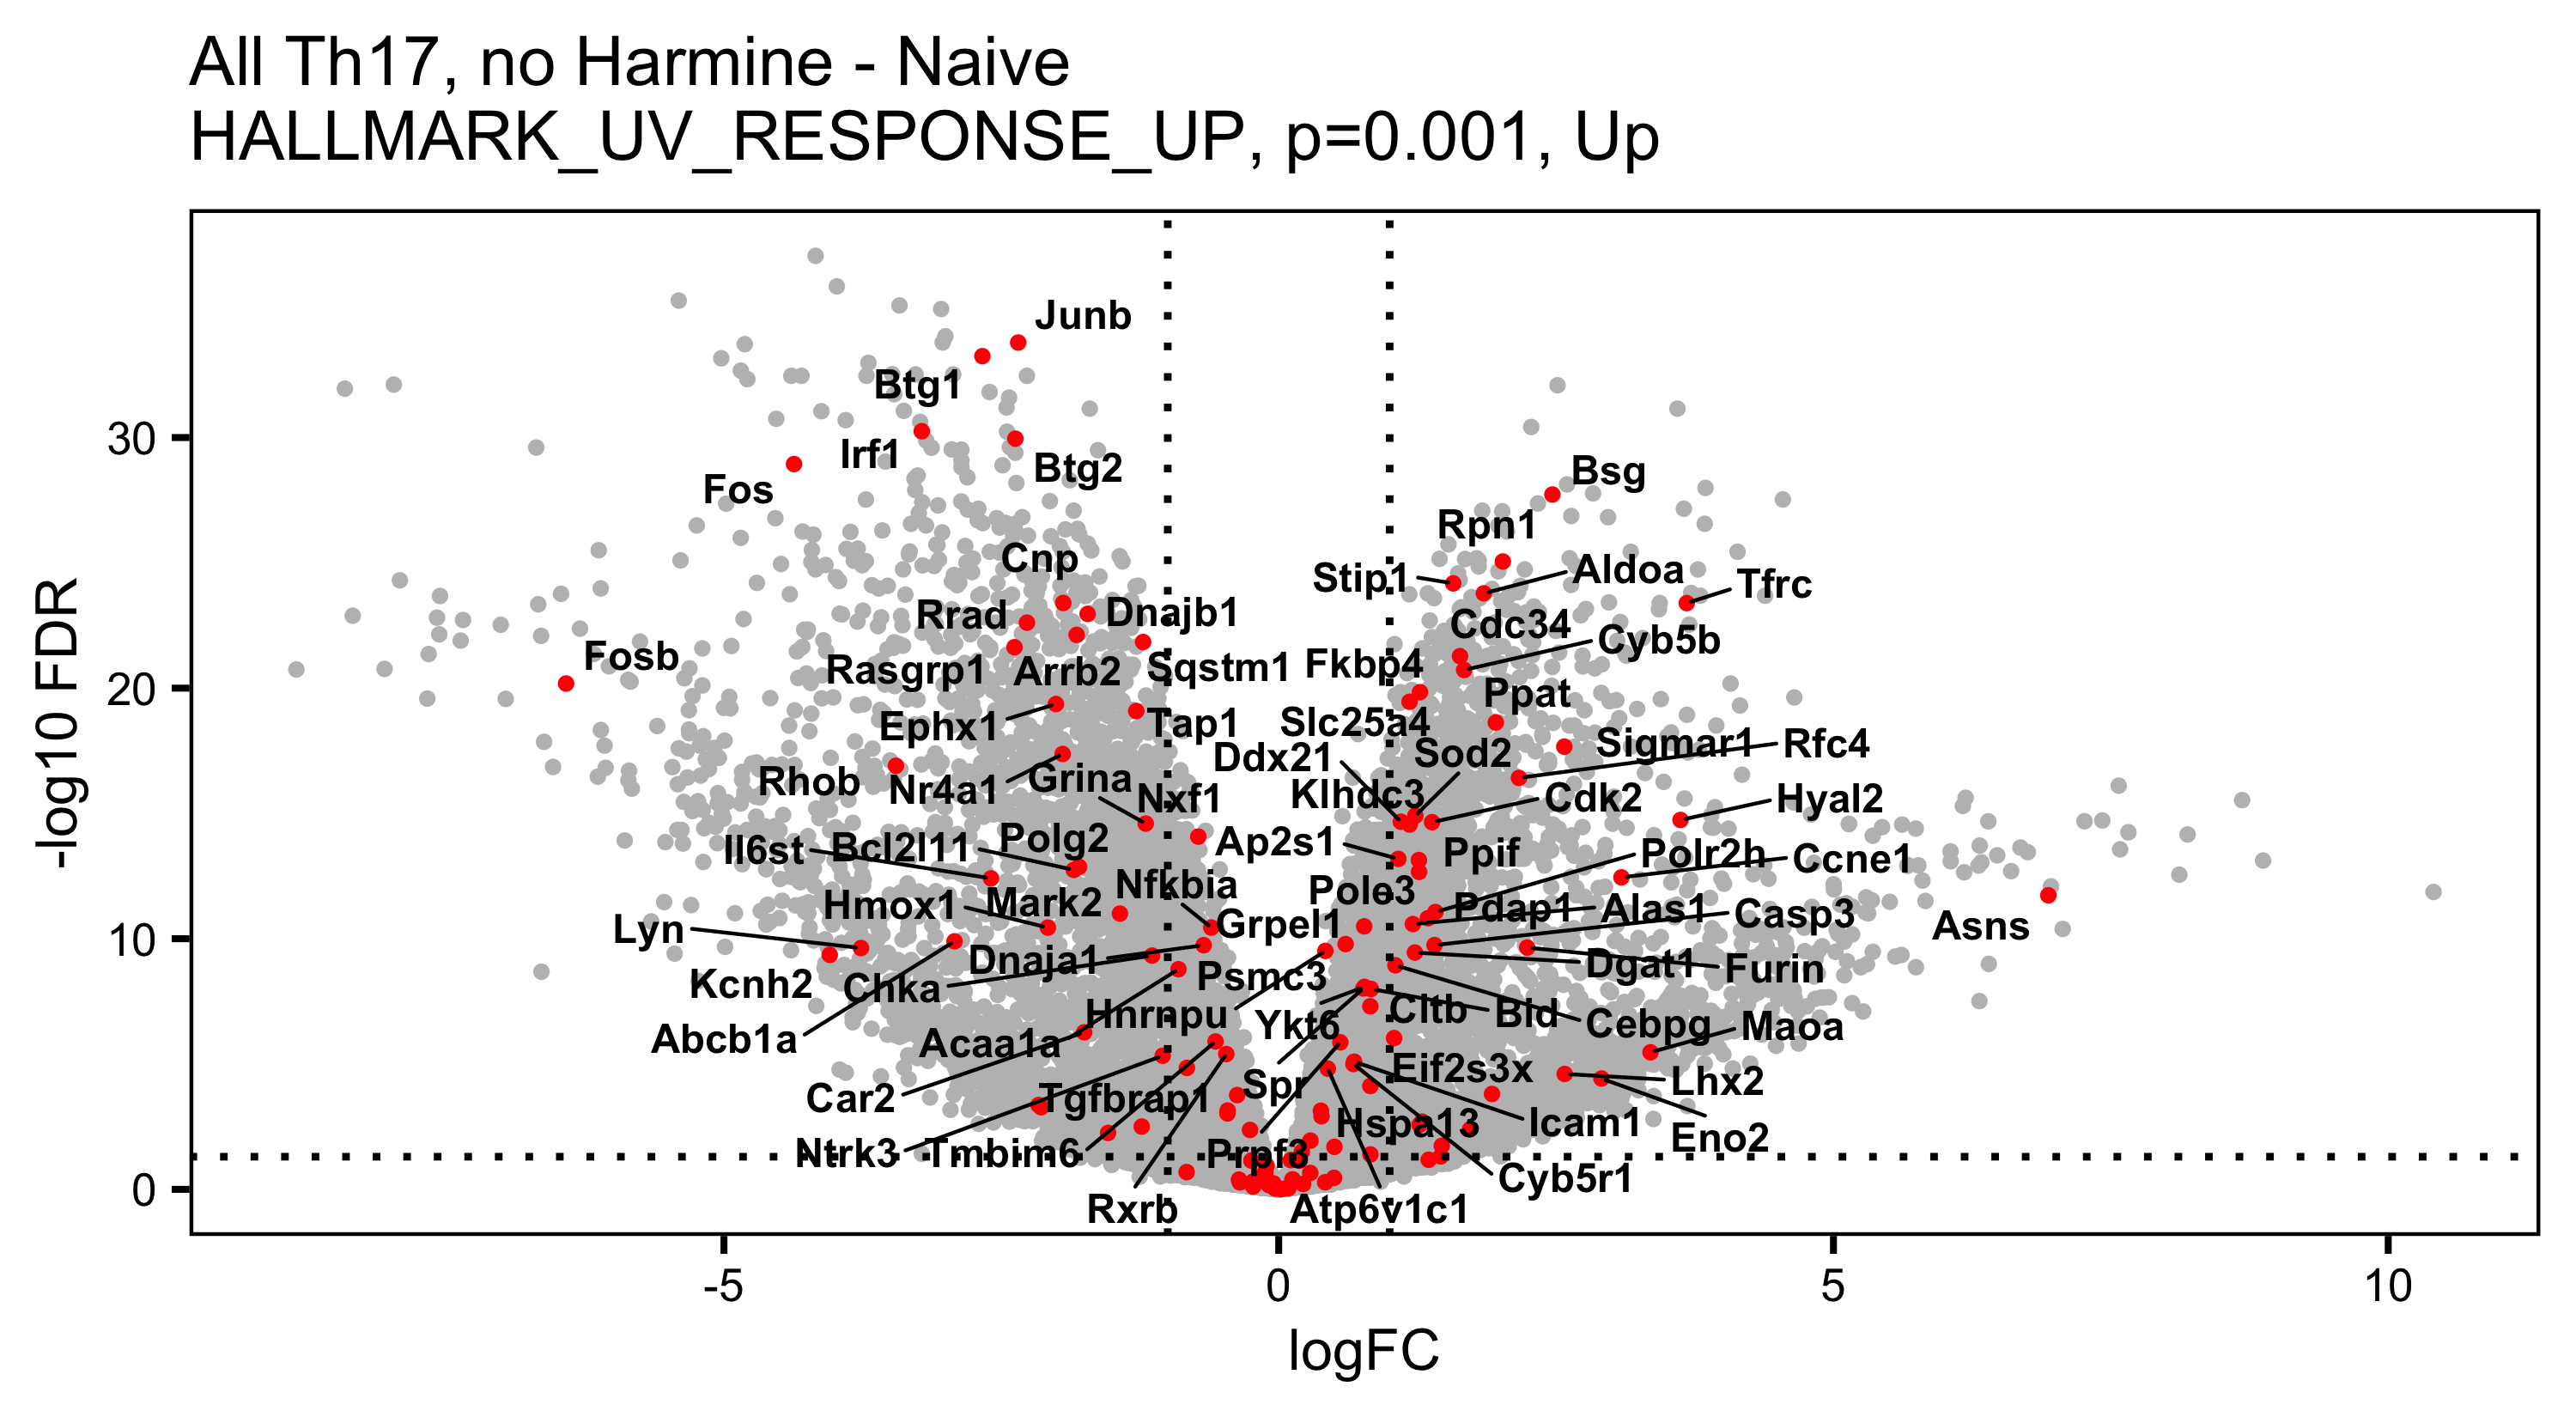 All Th17, no Harmine - Naive
HALLMARK_UV_RESPONSE_UP, p=0.001, Up
-log10 FDR
30
20
10
0
Junb
Btg1
Irf1
Btg2
Fos
Bsg
Rpn1
Cnp
Stip1
Aldoa
Tfrc
Rrad
Dnajb1
Cdc34
Cyb5b
Fosb
Rasgrp1
Arrb2
Sqstm1
Fkbp4
Ppat
Ephx1
Tap1
Slc25a4
Sigmar1
Rfc4
Ddx21
Sod2
Rhob
Nr4a1
Grina
Nxf1
Klhdc3
Cdk2
Hyal2
Il6st
Bcl2l11
Polg2
Ap2s1
Ppif
Polr2h
Ccne1
Hmox1
Mark2
Nfkbia
Pole3
Pdap1
Alas1
Casp3
Asns
Lyn
Grpel1
Dnaja1
Psmc3
Dgat1
Furin
Kcnh2
Chka
Hnrnpu
Ykt6
Cltb
Bid
Cebpg
Maoa
Abcb1a
Acaa1a
Eif2s3x
Lhx2
Car2
Tgfbrap1
Spr
Hspa13
Icam1
Eno2
Ntrk3
Tmbim6
Prpf3
Cyb5r1
Rxrb
Atp6v1c1
-5
0
5
10
logFC